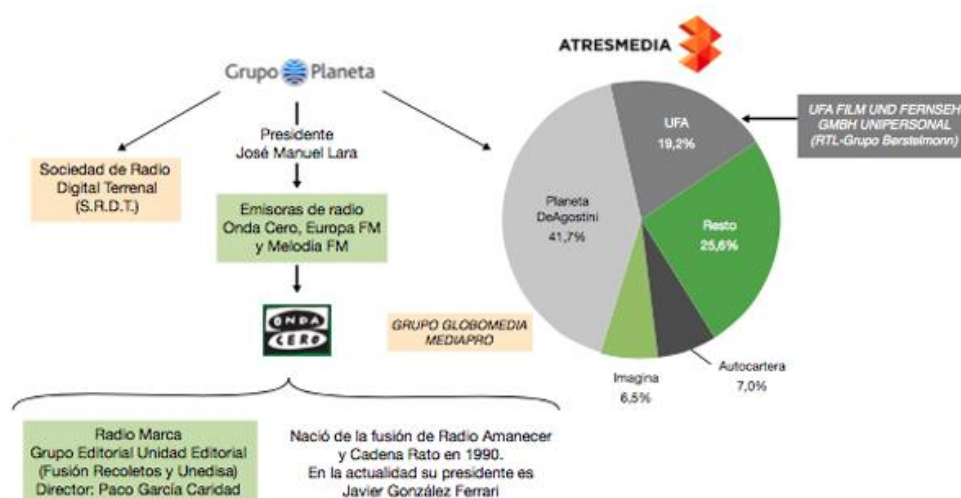 ATRESMEDIA
Grupo Planeta
Presidente
José Manuel Lara
Sociedad de Radio
Digital Terrenal
(S.R.D.T.)
Emisoras de radio
Onda Cero, Europa FM
y Melodía FM
ONDA
CERO
GRUPO GLOBOMEDIA
MEDIAPRO
UFA
19,2%
UFA FILM UND FERNSEH
GMBH UNIPERSONAL
(RTL-Grupo Berstelmonn)
Planeta
DeAgostini
41,7%
Resto
25,6%
Autocartera
7,0%
Imagina
6,5%
Radio Marca
Grupo Editorial Unidad Editorial
(Fusión Recoletos y Unedisa)
Director: Paco García Caridad
Nació de la fusión de Radio Amanecer
y Cadena Rato en 1990.
En la actualidad su presidente es
Javier González Ferrari